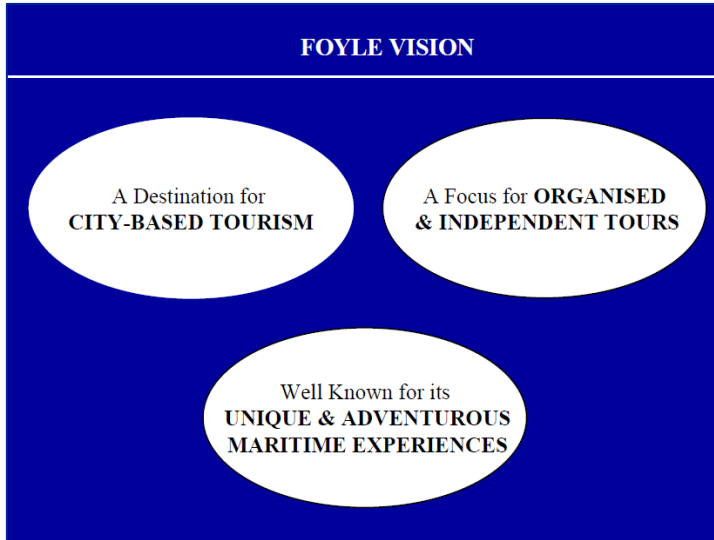 FOYLE VISION
A Destination for
CITY-BASED TOURISM
A Focus for ORGANISED
& INDEPENDENT TOURS
Well Known for its
UNIQUE & ADVENTUROUS
MARITIME EXPERIENCES